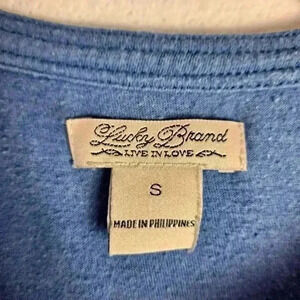 Lucky Brand
LIVE IN LOVE
S
MADE IN PHILIPPINES